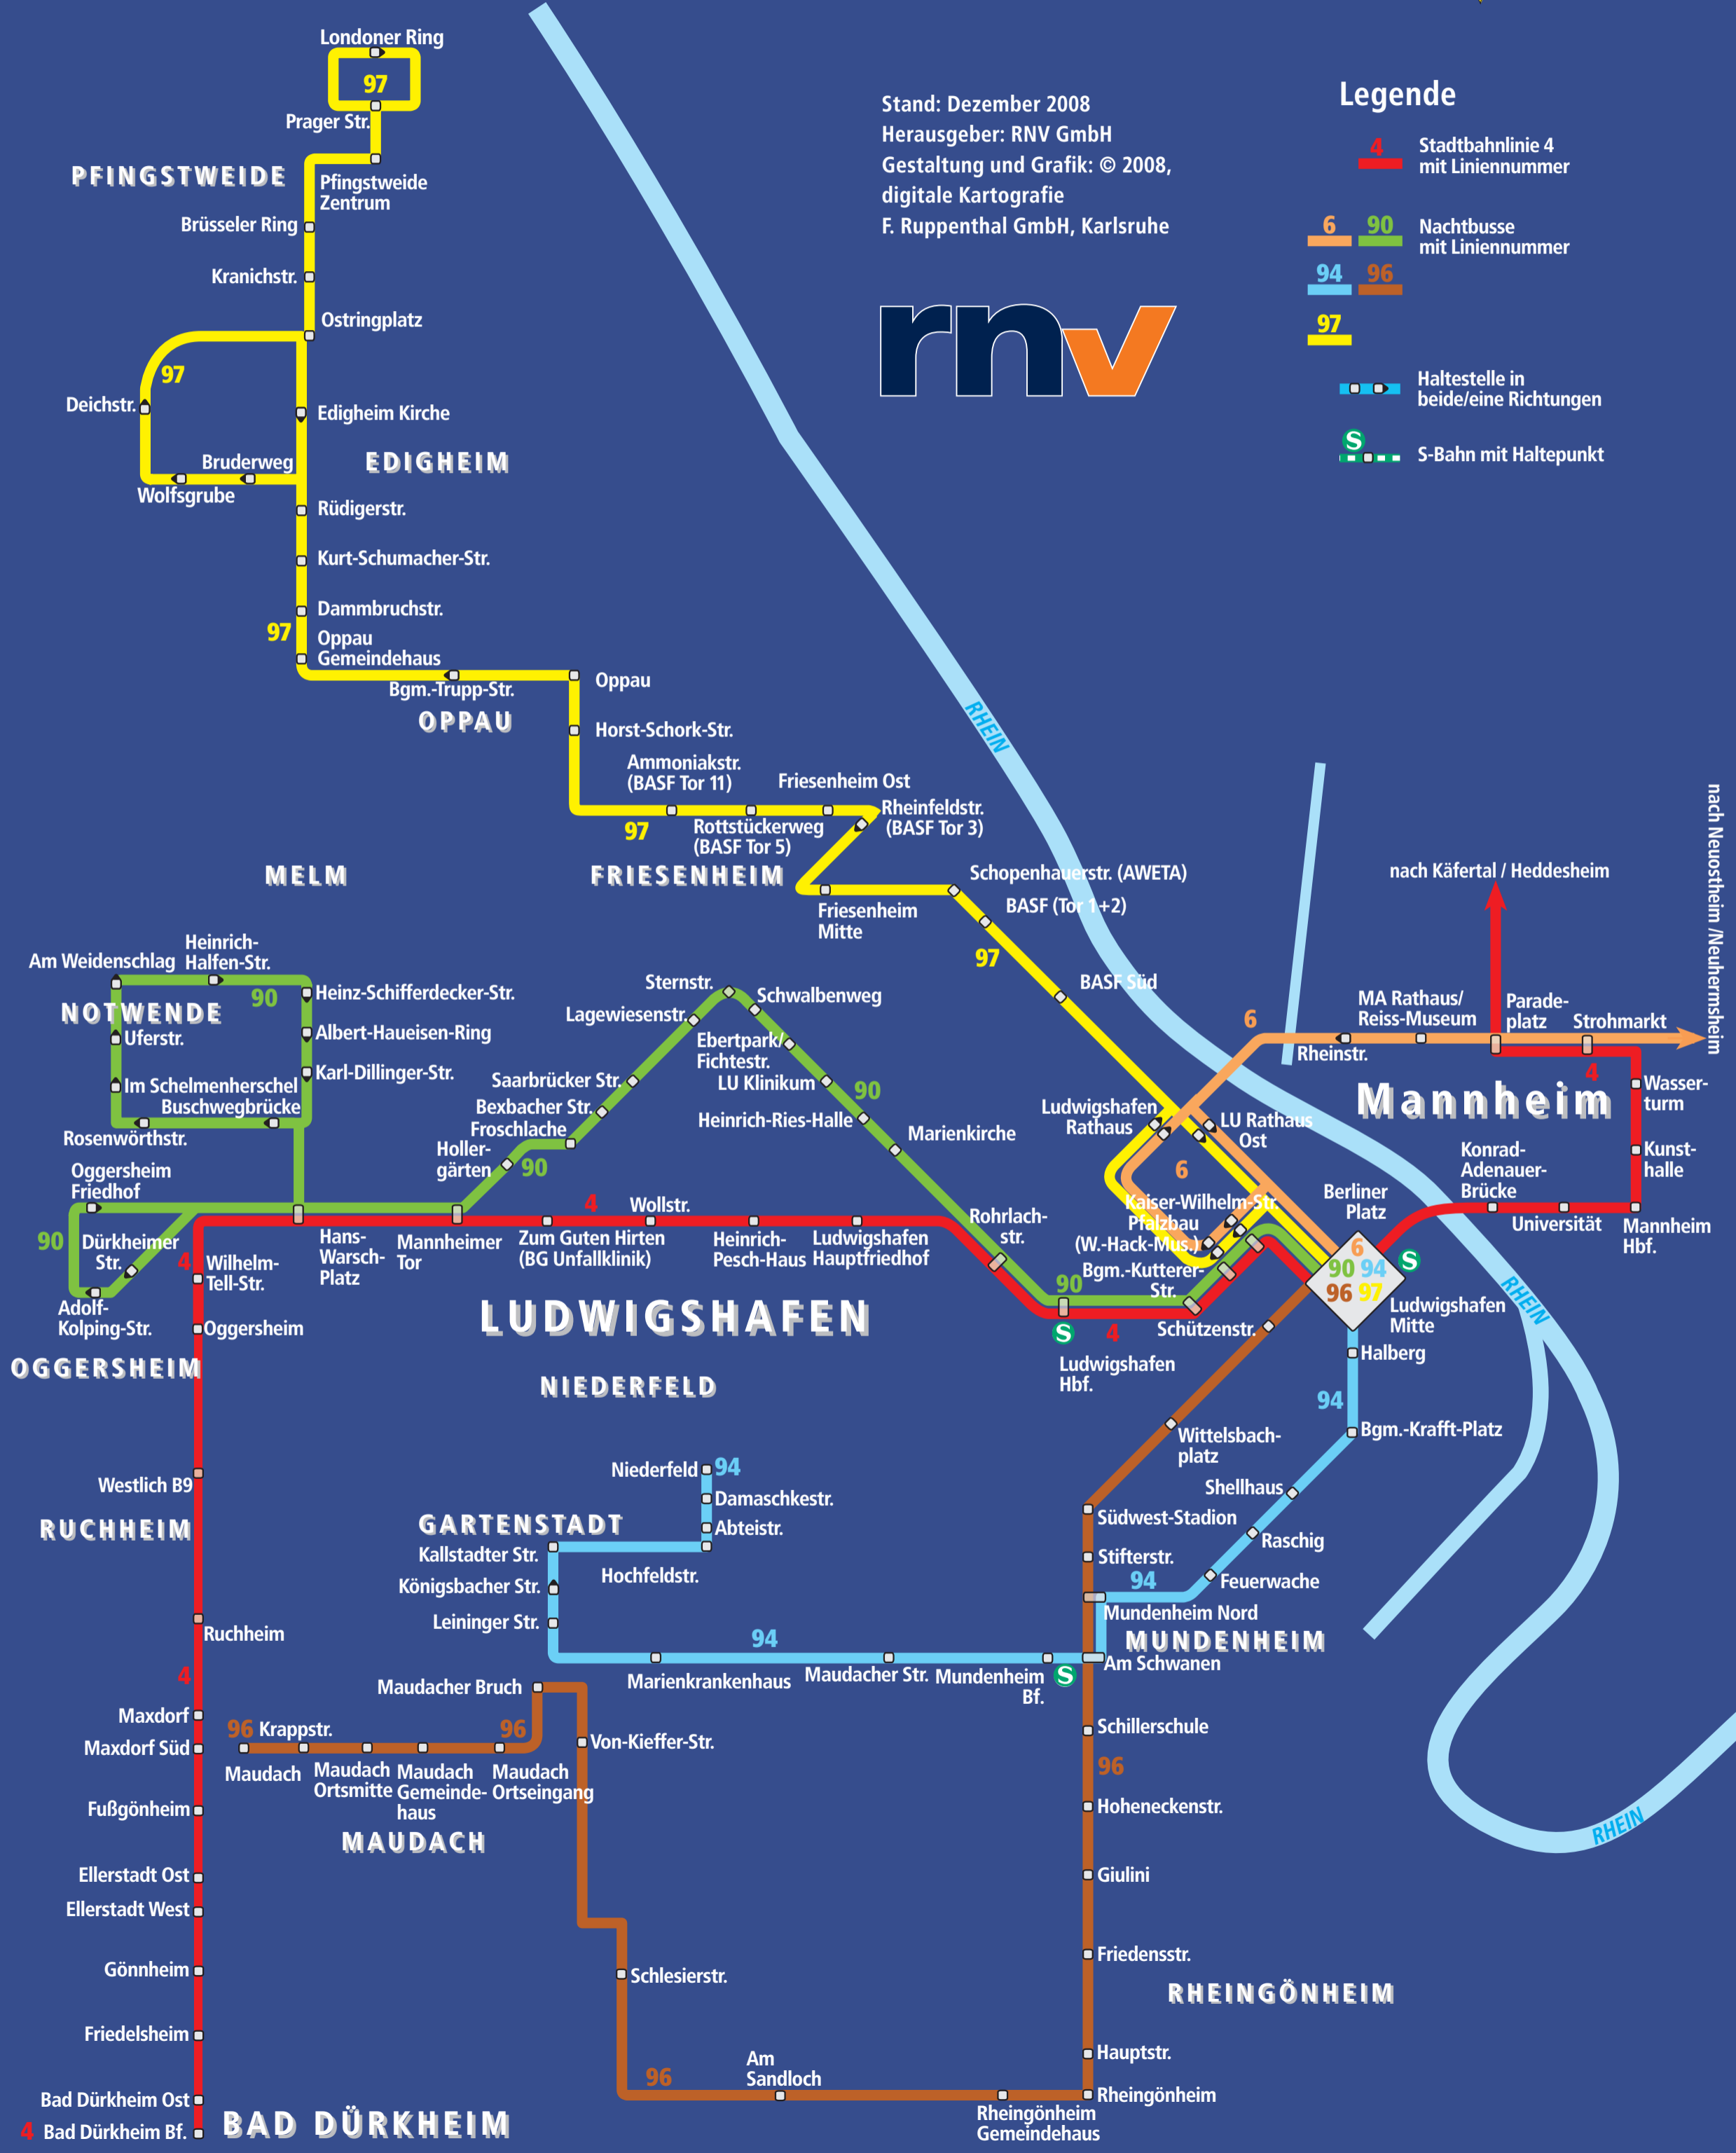 Londoner Ring
97
Prager Str.
PFINGSTWEIDE
Pfingstweide
Zentrum
Brüsseler Ring
Kranichstr.
Ostringplatz
97
Deichstr.
Edigheim Kirche
EDIGHEIM
Bruderweg
Wolfsgrube
Rüdigerstr.
Kurt-Schumacher-Str.
Dammbruchstr.
97
Oppau
Gemeindehaus
Bgm.-Trupp-Str.
OPPAU
Oppau
Horst-Schork-Str.
Ammoniakstr.
(BASF Tor 11)
Friesenheim Ost
97
Rottstückerweg
(BASF Tor 5)
Rheinfeldstr.
(BASF Tor 3)
MELM
FRIESENHEIM
Friesenheim
Mitte
Schopenhauerstr. (AWETA)
BASF (Tor 1+2)
97
BASF Süd
Stand: Dezember 2008
Herausgeber: RNV GmbH
Gestaltung und Grafik: © 2008,
digitale Kartografie
F. Ruppenthal GmbH, Karlsruhe
rnv
Legende
4
Stadtbahnlinie 4
mit Liniennummer
6 90
Nachtbusse
mit Liniennummer
94 96
97
Haltestelle in
beide/eine Richtungen
S
S-Bahn mit Haltepunkt
RHEIN
nach Käfertal / Heddesheim
nach Neuostheim /Neuhermsheim
6
MA Rathaus/
Reiss-Museum
Parade-
platz
Strohmarkt
Rheinstr.
4
Mannheim
Wasser-
turm
Kunst-
halle
Konrad-
Adenauer-
Brücke
Universität
Mannheim
Hbf.
Am Weidenschlag
Heinrich-
Halfen-Str.
90
NOTWENDE
Heinz-Schifferdecker-Str.
Uferstr.
Albert-Haueisen-Ring
Karl-Dillinger-Str.
Im Schelmenherschel
Buschwegbrücke
Rosenwörthstr.
Oggersheim
Friedhof
90
Dürkheimer
Str.
Adolf-
Kolping-Str.
OGGERSHEIM
4
Wilhelm-
Tell-Str.
Oggersheim
Hans-
Warsch-
Platz
Mannheimer
Tor
Sternstr.
Schwalbenweg
Lagewiesenstr.
Ebertpark/
Fichtestr.
Saarbrücker Str.
LU Klinikum
90
Bexbacher Str.
Froschlache
Heinrich-Ries-Halle
Holler-
gärten
90
Marienkirche
4
Wollstr.
Zum Guten Hirten
(BG Unfallklinik)
Heinrich-
Pesch-Haus
Ludwigshafen
Hauptfriedhof
Rohrlach-
str.
LUDWIGSHAFEN
NIEDERFELD
Ludwigshafen
Rathaus
LU Rathaus
Ost
6
Kaiser-Wilhelm-Str.
Pfalzbau
(W.-Hack-Mus.)
Bgm.-Kutterer-
Str.
90
S
4
Ludwigshafen
Hbf.
Schützenstr.
Berliner
Platz
6
90 94
96 97
S
Ludwigshafen
Mitte
RHEIN
Halberg
94
Bgm.-Krafft-Platz
Wittelsbach-
platz
Shellhaus
Raschig
Feuerwache
Südwest-Stadion
Stifterstr.
94
Mundenheim Nord
MUNDENHEIM
Am Schwanen
Westlich B9
RUCHHEIM
Ruchheim
4
Niederfeld
94
Damaschkestr.
Abteistr.
GARTENSTADT
Kallstadter Str.
Hochfeldstr.
Königsbacher Str.
Leininger Str.
94
Marienkrankenhaus
Maudacher Str.
Mundenheim
Bf.
S
Maudacher Bruch
Maxdorf
Maxdorf Süd
96
Krappstr.
96
Von-Kieffer-Str.
Maudach
Maudach
Ortsmitte
Maudach
Gemeinde-
haus
Maudach
Ortseingang
MAUDACH
Schillerschule
96
Hoheneckenstr.
Giulini
Friedensstr.
RHEINGÖNHEIM
Hauptstr.
Rheingönheim
RHEIN
Fußgönheim
Ellerstadt Ost
Ellerstadt West
Gönnheim
Friedelsheim
Bad Dürkheim Ost
4 Bad Dürkheim Bf.
BAD DÜRKHEIM
Schlesierstr.
96
Am
Sandloch
Rheingönheim
Gemeindehaus